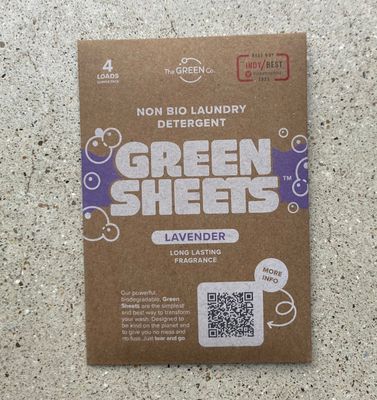 4
LOADS
The GREEN Co.
INDY/BEST
NON BIO LAUNDRY
DETERGENT
GREEN
SHEETS™
LAVENDER
LONG LASTING
FRAGRANCE
MORE
INFO
Our powerful,
biodegradable, Green
Sheets are the simplest
and best way to transform
your wash. Designed to
be kind on the planet and
to give you no mess and
no fuss. Just tear and go